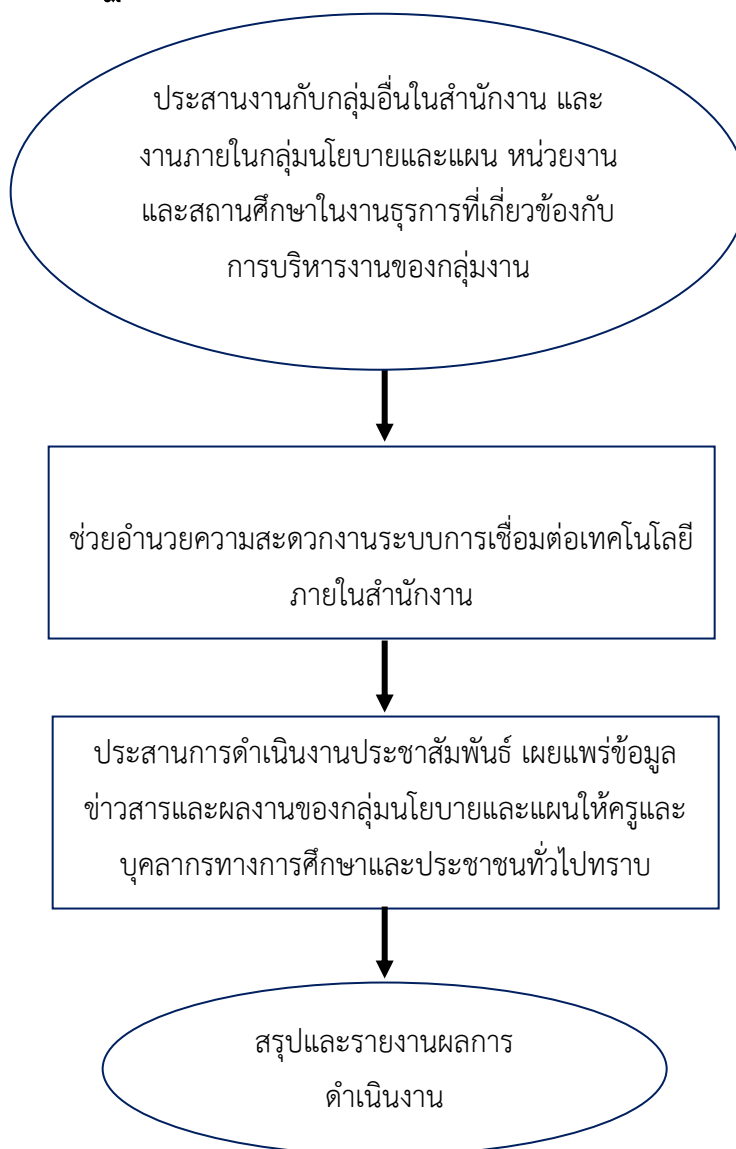 ประสานงานกับกลุ่มอื่นในสำนักงาน และ
งานภายในกลุ่มนโยบายและแผน หน่วยงาน
และสถานศึกษาในงานธุรการที่เกี่ยวข้องกับ
การบริหารงานของกลุ่มงาน
ช่วยอำนวยความสะดวกงานระบบการเชื่อมต่อเทคโนโลยี
ภายในสำนักงาน
ประสานการดำเนินงานประชาสัมพันธ์ เผยแพร่ข้อมูล
ข่าวสารและผลงานของกลุ่มนโยบายและแผนให้ครูและ
บุคลากรทางการศึกษาและประชาชนทั่วไปทราบ
สรุปและรายงานผลการ
ดำเนินงาน